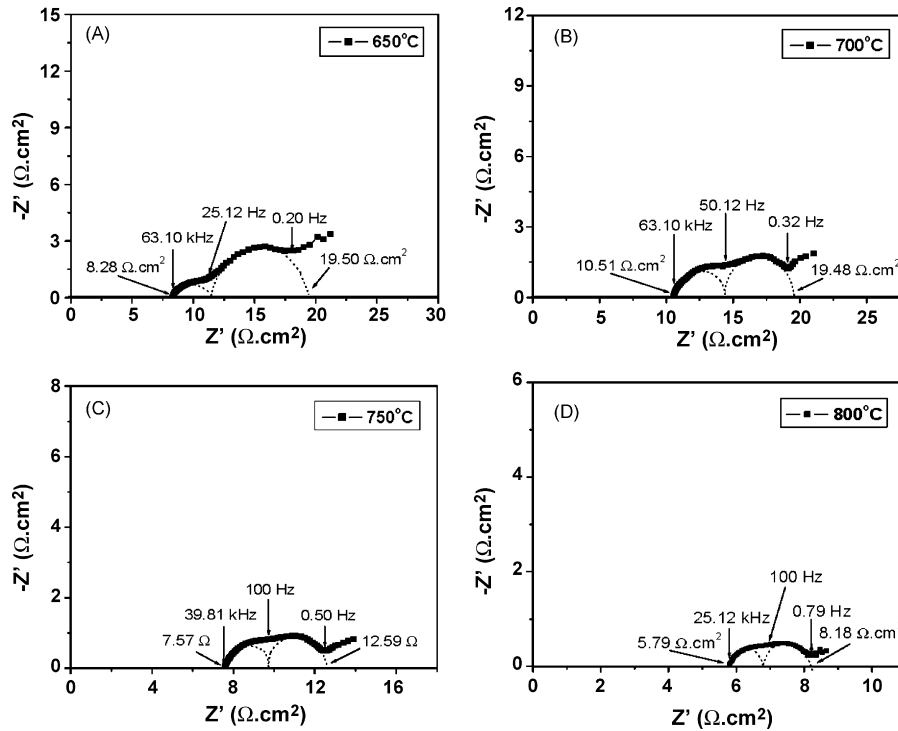 (A)
650°C
-Z' (Ω.cm²)
15
12
9
6
3
0
25.12 Hz
0.20 Hz
63.10 kHz
8.28 Ω.cm²
19.50 Ω.cm²
0 5 10 15 20 25 30
Z' (Ω.cm²)
(B)
700°C
-Z' (Ω.cm²)
12
9
6
3
0
50.12 Hz
63.10 kHz
0.32 Hz
10.51 Ω.cm²
19.48 Ω.cm²
0 5 10 15 20 25
Z' (Ω.cm²)
(C)
750°C
-Z' (Ω.cm²)
8
6
4
2
0
100 Hz
39.81 kHz
0.50 Hz
7.57 Ω
12.59 Ω
0 4 8 12 16
Z' (Ω.cm²)
(D)
800°C
-Z' (Ω.cm²)
6
4
2
0
100 Hz
25.12 kHz
0.79 Hz
5.79 Ω.cm²
8.18 Ω.cm
0 2 4 6 8 10
Z' (Ω.cm²)